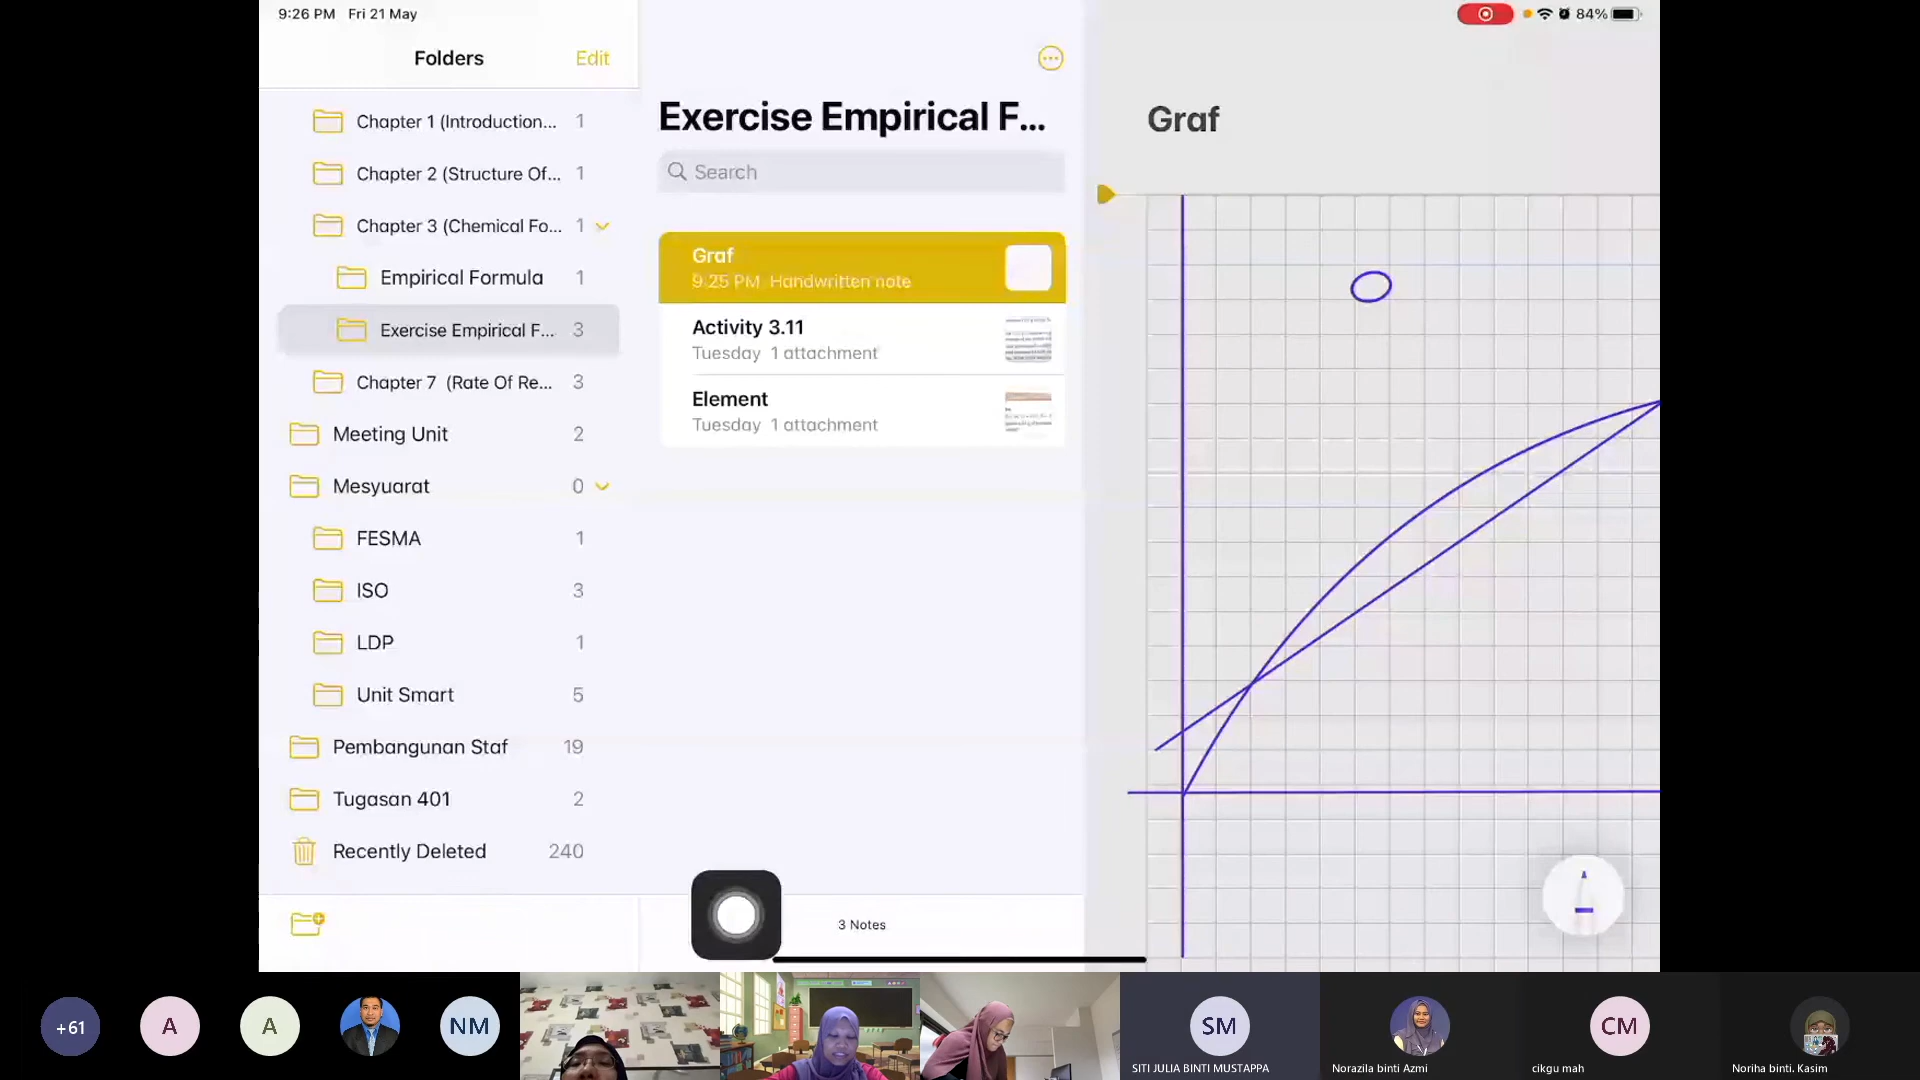 9:26 PM Fri 21 May
84%
Folders
Edit
Chapter 1 (Introduction... 1
Chapter 2 (Structure Of... 1
Chapter 3 (Chemical Fo... 1
Empirical Formula 1
Exercise Empirical F... 3
Chapter 7 (Rate Of Re... 3
Meeting Unit 2
Mesyuarat 0
FESMA 1
ISO 3
LDP 1
Unit Smart 5
Pembangunan Staf 19
Tugasan 401 2
Recently Deleted 240
Exercise Empirical F...
Search
Graf
9:25 PM Handwritten note
Activity 3.11
Tuesday 1 attachment
Element
Tuesday 1 attachment
3 Notes
Graf
+61
A
A
NM
SM
SITI JULIA BINTI MUSTAPPA
Norazila binti Azmi
CM
cikgu mah
Noriha binti. Kasim